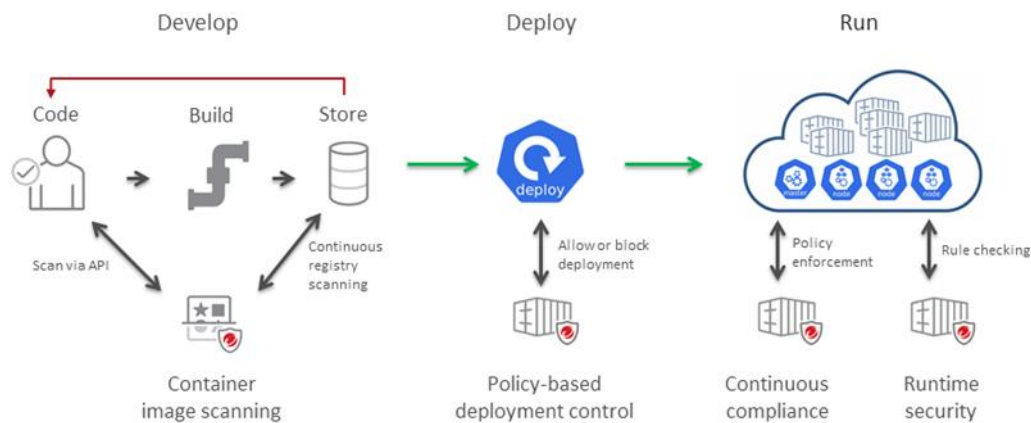 Develop
Deploy
Run
Code
Build
Store
deploy
master
node
node
node
Scan via API
Continuous
registry
scanning
Allow or block
deployment
Policy
enforcement
Rule checking
Container
image scanning
Policy-based
deployment control
Continuous
compliance
Runtime
security